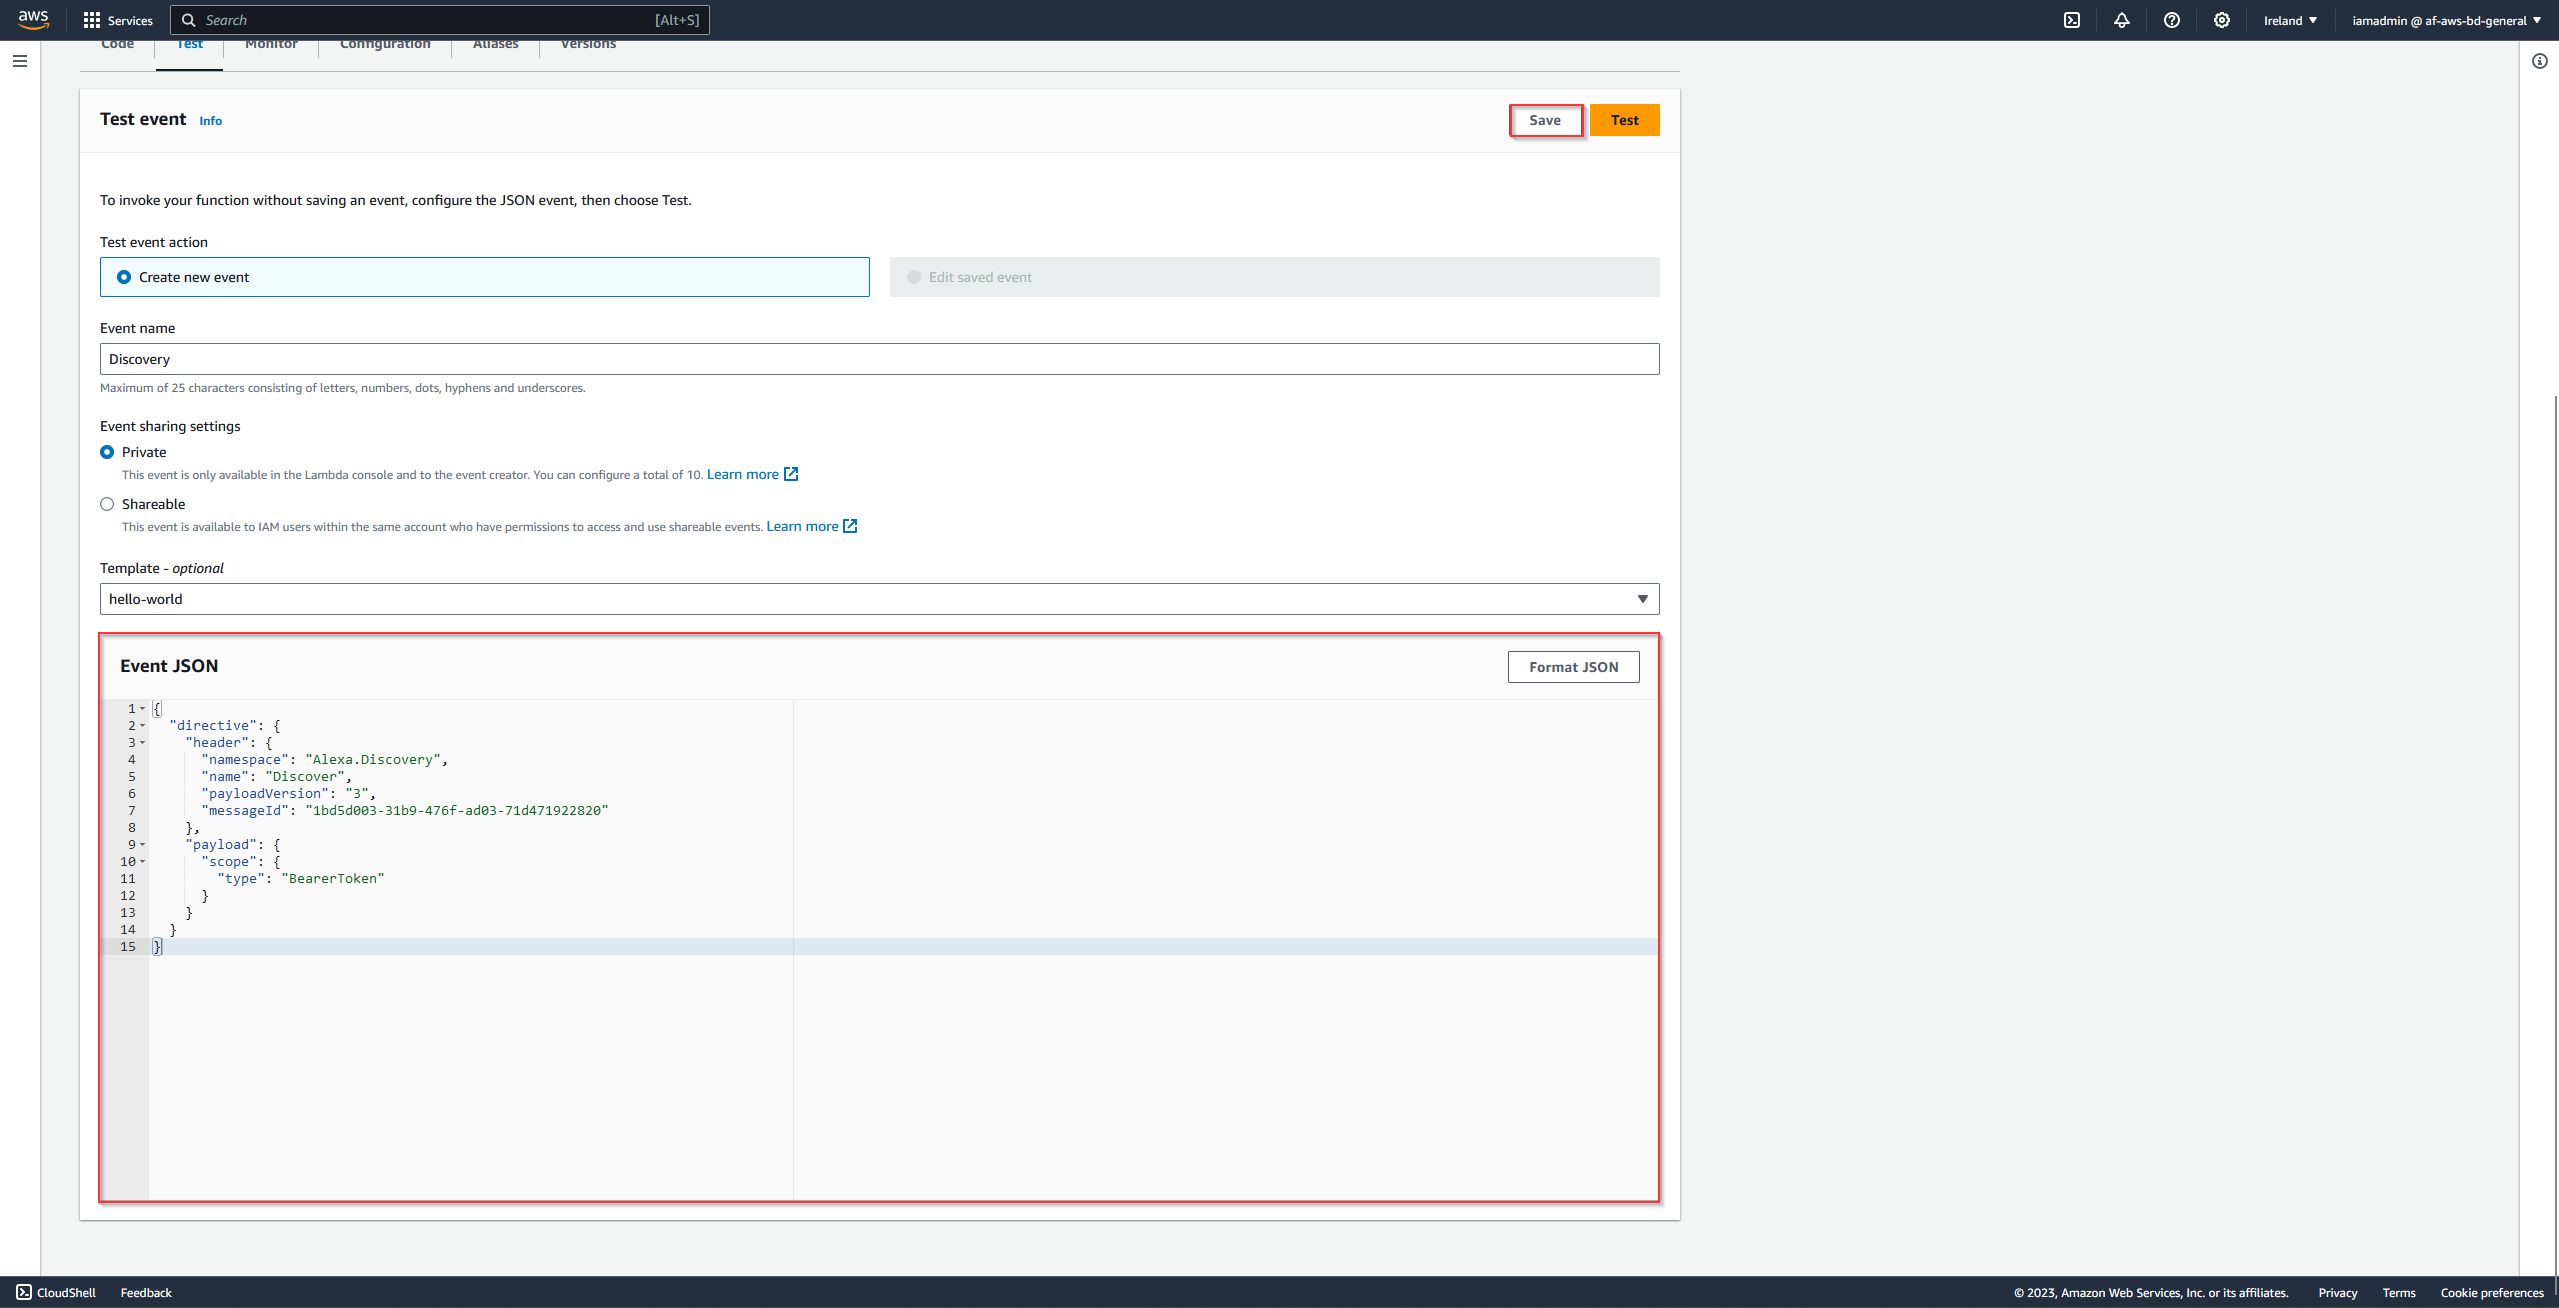 aws Services Search [Alt+S] Ireland iamadmin @ af-aws-bd-general
Code Test Monitor Configuration Aliases Versions
Test event Info Save Test
To invoke your function without saving an event, configure the JSON event, then choose Test.
Test event action
Create new event Edit saved event
Event name
Discovery
Maximum of 25 characters consisting of letters, numbers, dots, hyphens and underscores.
Event sharing settings
Private
This event is only available in the Lambda console and to the event creator. You can configure a total of 10. Learn more
Shareable
This event is available to IAM users within the same account who have permissions to access and use shareable events. Learn more
Template - optional
hello-world
Event JSON Format JSON
1 {
2 "directive": {
3 "header": {
4 "namespace": "Alexa.Discovery",
5 "name": "Discover",
6 "payloadVersion": "3",
7 "messageId": "1bd5d003-31b9-476f-ad03-71d471922820"
8 },
9 "payload": {
10 "scope": {
11 "type": "BearerToken"
12 }
13 }
14 }
15 }
CloudShell Feedback © 2023, Amazon Web Services, Inc. or its affiliates. Privacy Terms Cookie preferences